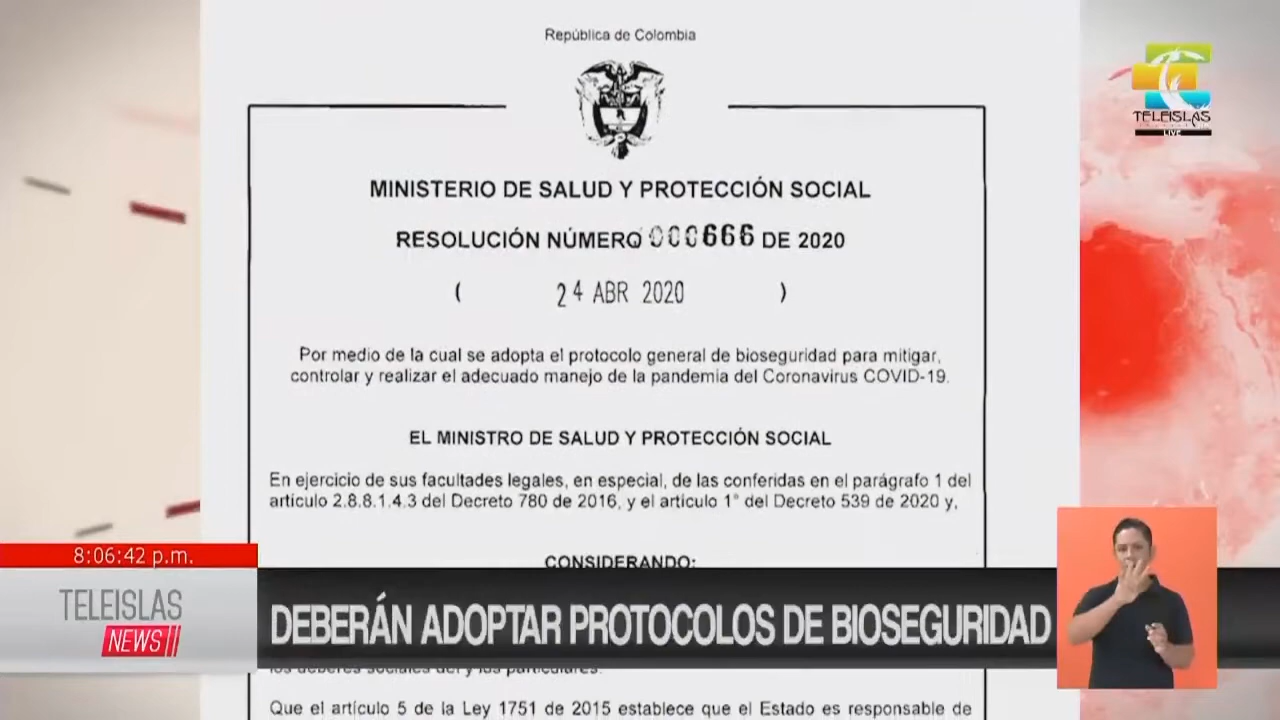 República de Colombia
TELEISLAS
LIVE
MINISTERIO DE SALUD Y PROTECCIÓN SOCIAL
RESOLUCIÓN NÚMERO 000666 DE 2020
( 24 ABR 2020 )
Por medio de la cual se adopta el protocolo general de bioseguridad para mitigar,
controlar y realizar el adecuado manejo de la pandemia del Coronavirus COVID-19.
EL MINISTRO DE SALUD Y PROTECCIÓN SOCIAL
En ejercicio de sus facultades legales, en especial, de las conferidas en el parágrafo 1 del
artículo 2.8.8.1.4.3 del Decreto 780 de 2016, y el artículo 1° del Decreto 539 de 2020 y,
CONSIDERANDO:
8:06:42 p.m.
TELEISLAS
NEWS
DEBERÁN ADOPTAR PROTOCOLOS DE BIOSEGURIDAD
los deberes sociales del y los particulares.
Que el artículo 5 de la Ley 1751 de 2015 establece que el Estado es responsable de